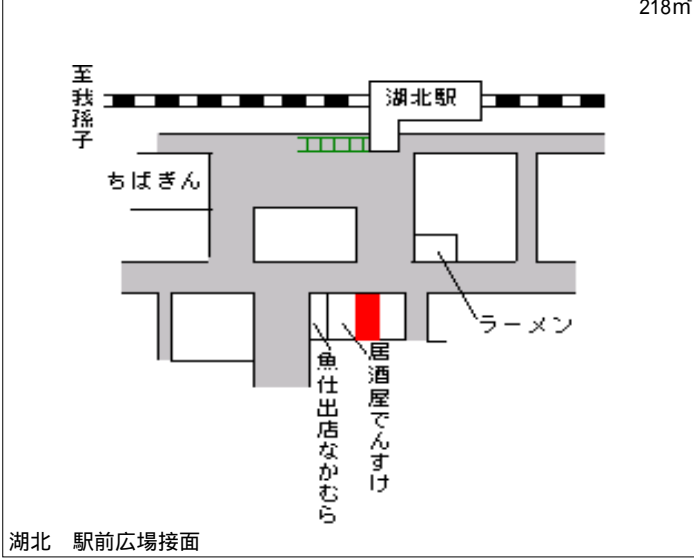 218㎡
湖北駅
至我孫子
ちばぎん
ラーメン
居酒屋でんすけ
魚仕出店なかむら
湖北　駅前広場接面